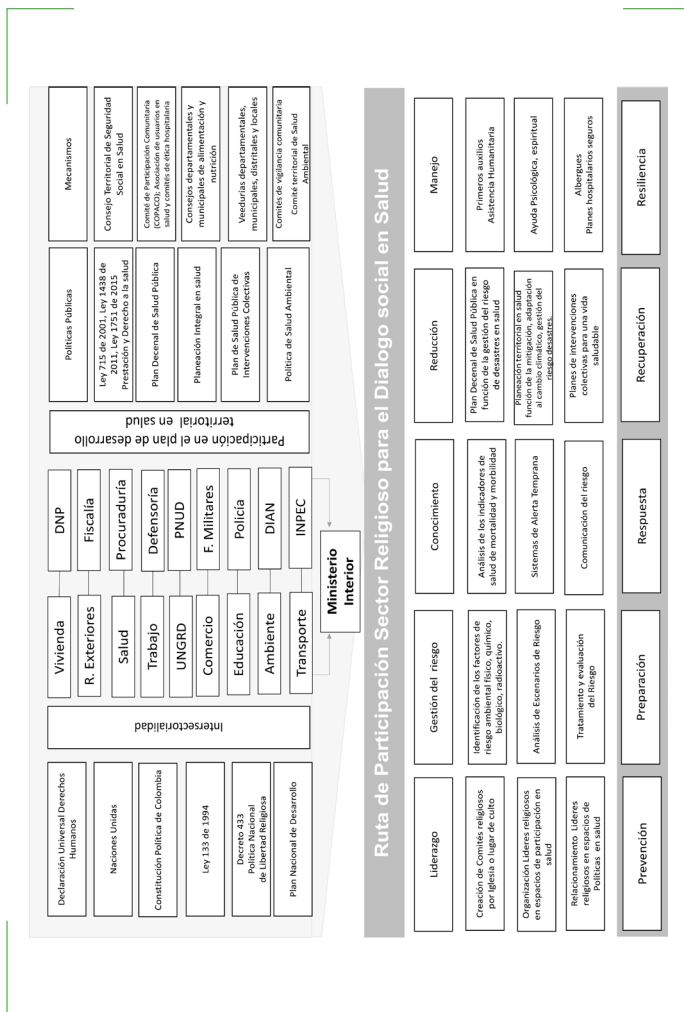 Declaración Universal Derechos
Humanos
Naciones Unidas
Constitución Política de Colombia
Ley 133 de 1994
Decreto 433
Política Nacional
de Libertad Religiosa
Plan Nacional de Desarrollo
Intersectorialidad
Vivienda
R. Exteriores
Salud
Trabajo
UNGRD
Comercio
Educación
Ambiente
Transporte
DNP
Fiscalía
Procuraduría
Defensoría
PNUD
F. Militares
Policía
DIAN
INPEC
Ministerio
Interior
Participación en el plan de desarrollo
territorial en salud
Políticas Públicas
Ley 715 de 2001, Ley 1438 de
2011, Ley 1751 de 2015
Prestación y Derecho a la salud
Plan Decenal de Salud Pública
Planeación Integral en salud
Plan de Salud Pública de
Intervenciones Colectivas
Política de Salud Ambiental
Mecanismos
Consejo Territorial de Seguridad
Social en Salud
Comité de Participación Comunitaria
(COPACO); Asociación de usuarios en
salud y comités de ética hospitalaria
Consejos departamentales y
municipales de alimentación y
nutrición
Veedurías departamentales,
municipales, distritales y locales
Comités de vigilancia comunitaria
Comité territorial de Salud
Ambiental
Ruta de Participación Sector Religioso para el Dialogo social en Salud
Liderazgo
Creación de Comités religiosos
por Iglesia o lugar de culto
Organización Lideres religiosos
en espacios de participación en
salud
Relacionamiento Lideres
religiosos en espacios de
Políticas en salud
Gestión del riesgo
Identificación de los factores de
riesgo ambiental físico, químico,
biológico, radioactivo.
Análisis de Escenarios de Riesgo
Tratamiento y evaluación
del Riesgo
Conocimiento
Análisis de los indicadores de
salud de mortalidad y morbilidad
Sistemas de Alerta Temprana
Comunicación del riesgo
Reducción
Plan Decenal de Salud Pública en
función de la gestión del riesgo
de desastres en salud
Planeación territorial en salud
función de la mitigación, adaptación
al cambio climático, gestión del
riesgo desastres.
Planes de intervenciones
colectivas para una vida
saludable
Manejo
Primeros auxilios
Asistencia Humanitaria
Ayuda Psicológica, espiritual
Albergues
Planes hospitalarios seguros
Prevención
Preparación
Respuesta
Recuperación
Resiliencia